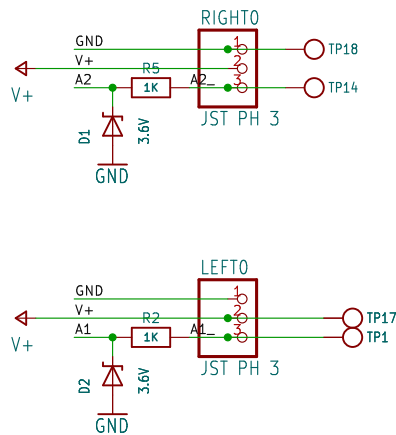 RIGHT0
GND
1
TP18
V+
2
V+
A2
R5
1K
A2_
3
TP14
D1
3.6V
JST PH 3
GND
LEFT0
GND
1
V+
2
TP17
V+
A1
R2
1K
A1_
3
TP1
D2
3.6V
JST PH 3
GND